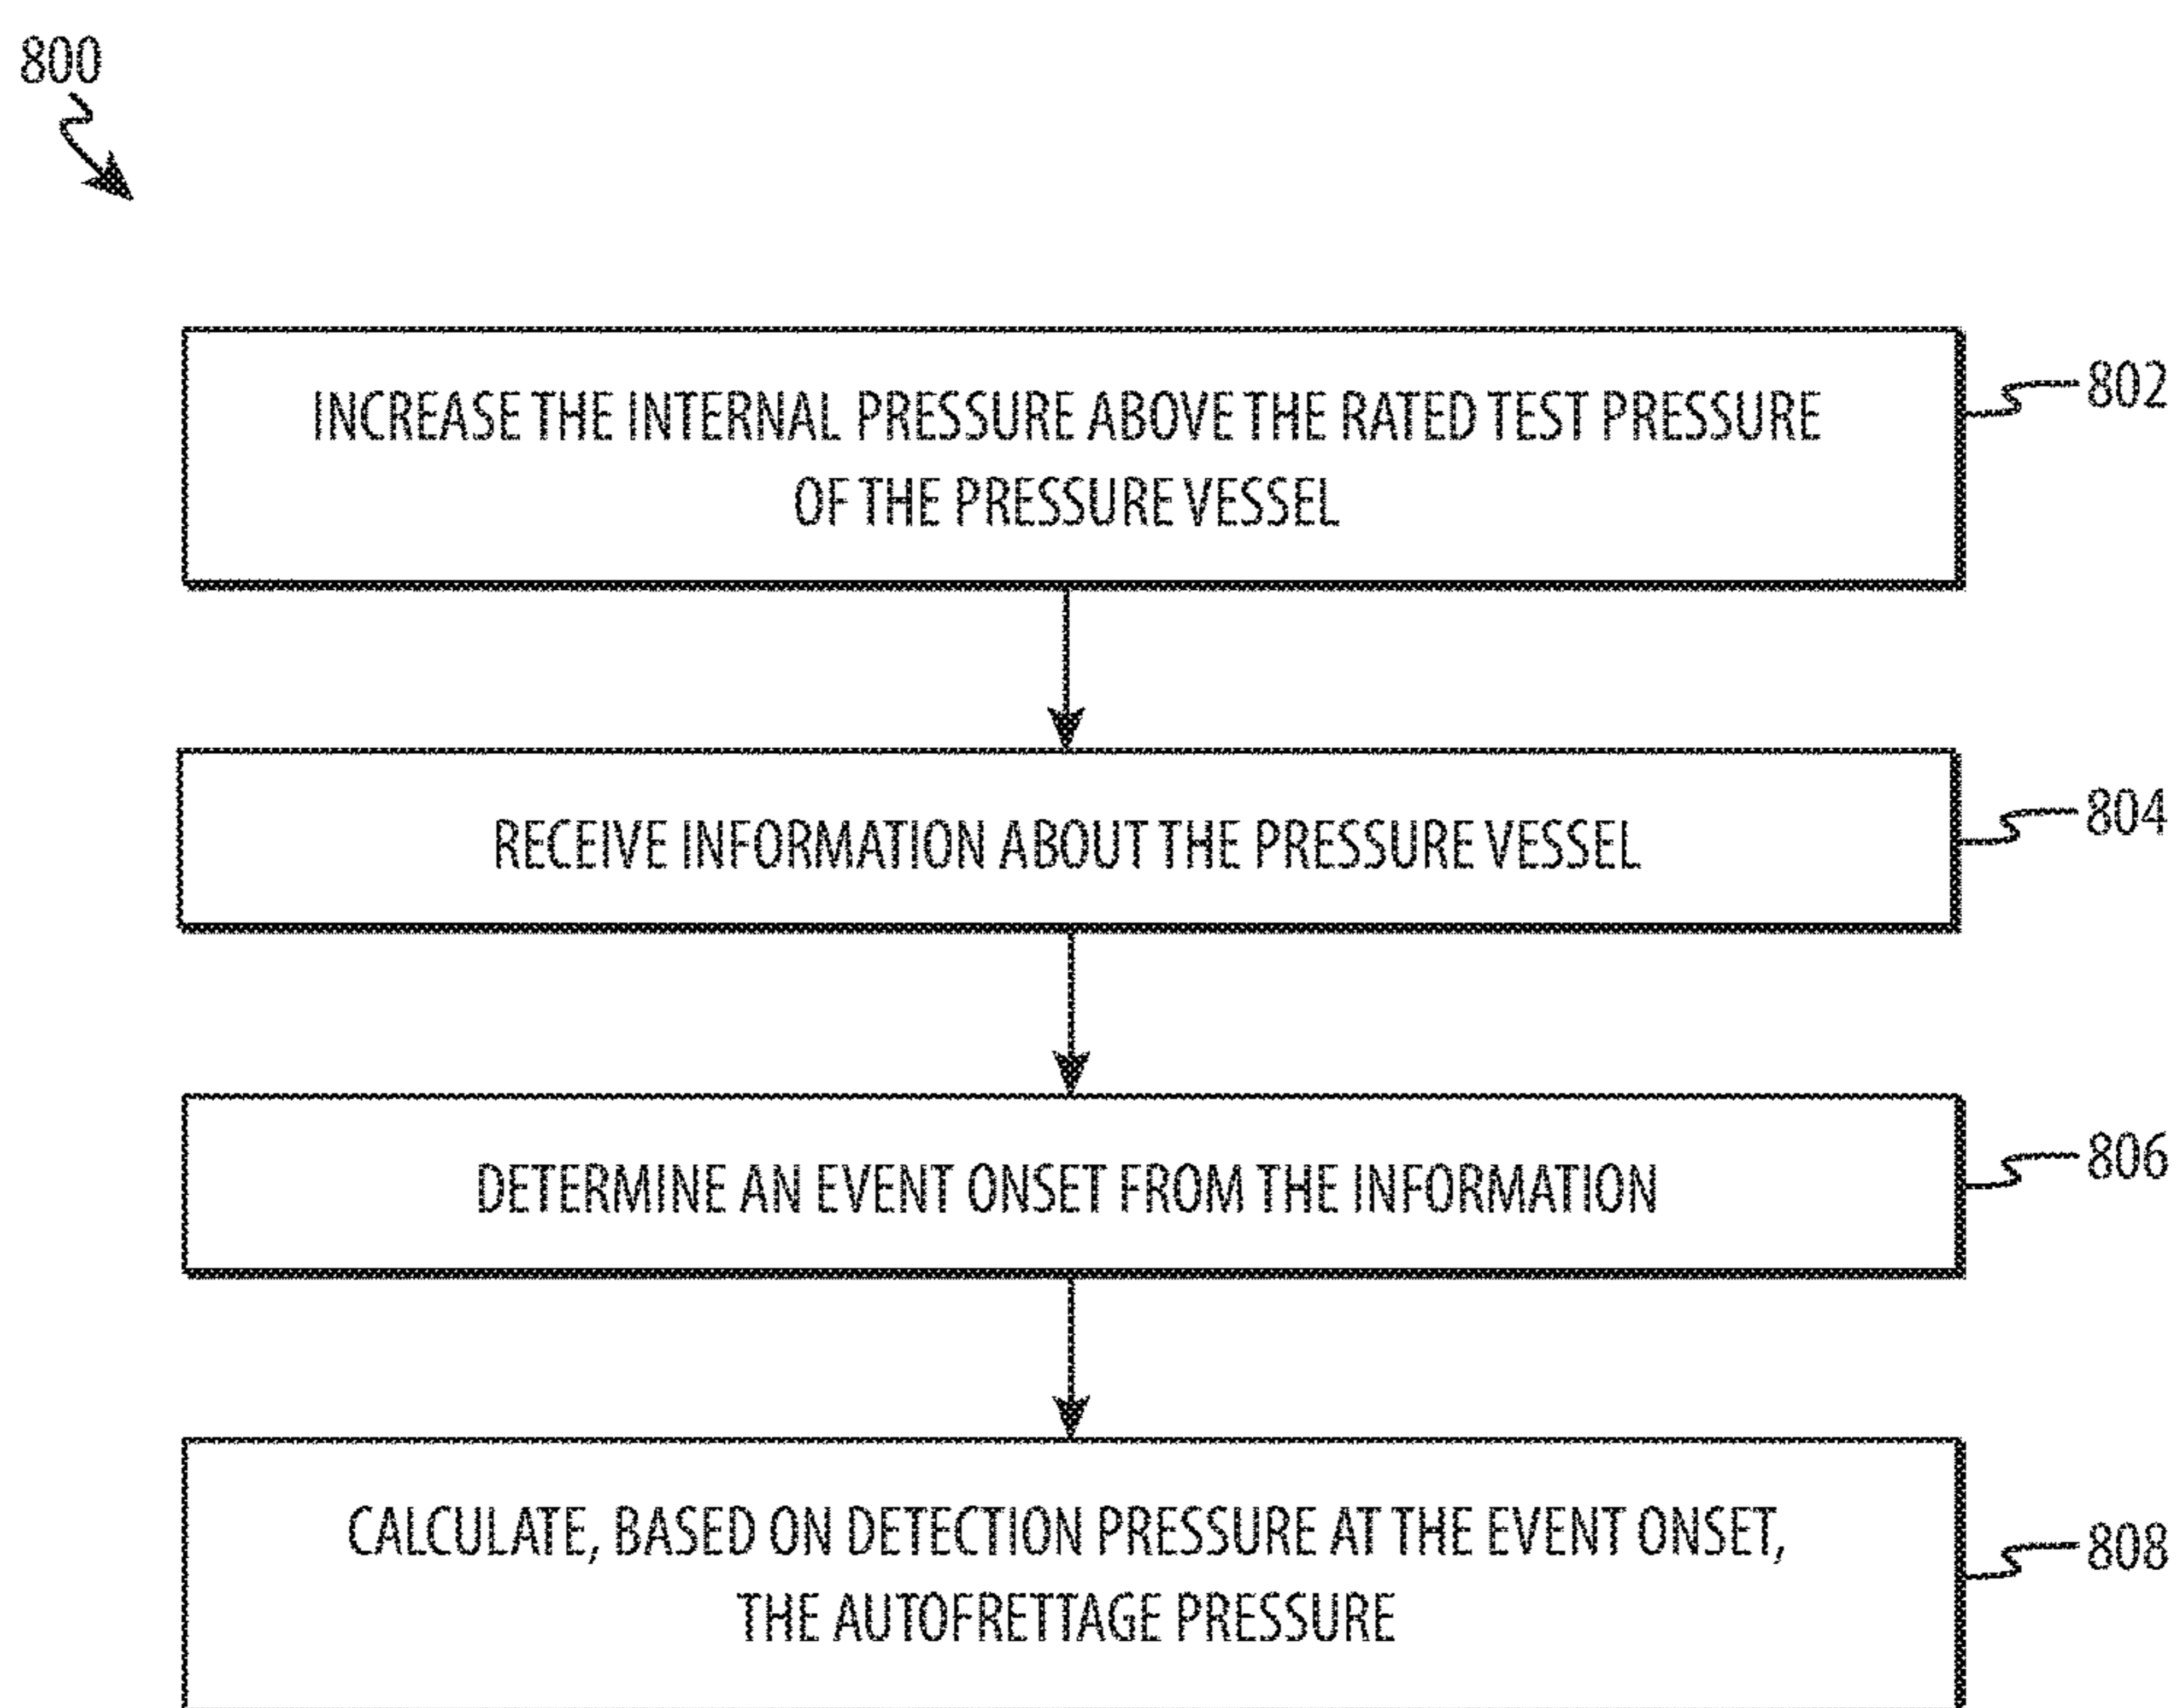 800
INCREASE THE INTERNAL PRESSURE ABOVE THE RATED TEST PRESSURE
OF THE PRESSURE VESSEL
802
RECEIVE INFORMATION ABOUT THE PRESSURE VESSEL
804
DETERMINE AN EVENT ONSET FROM THE INFORMATION
806
CALCULATE, BASED ON DETECTION PRESSURE AT THE EVENT ONSET,
THE AUTOFRETTAGE PRESSURE
808